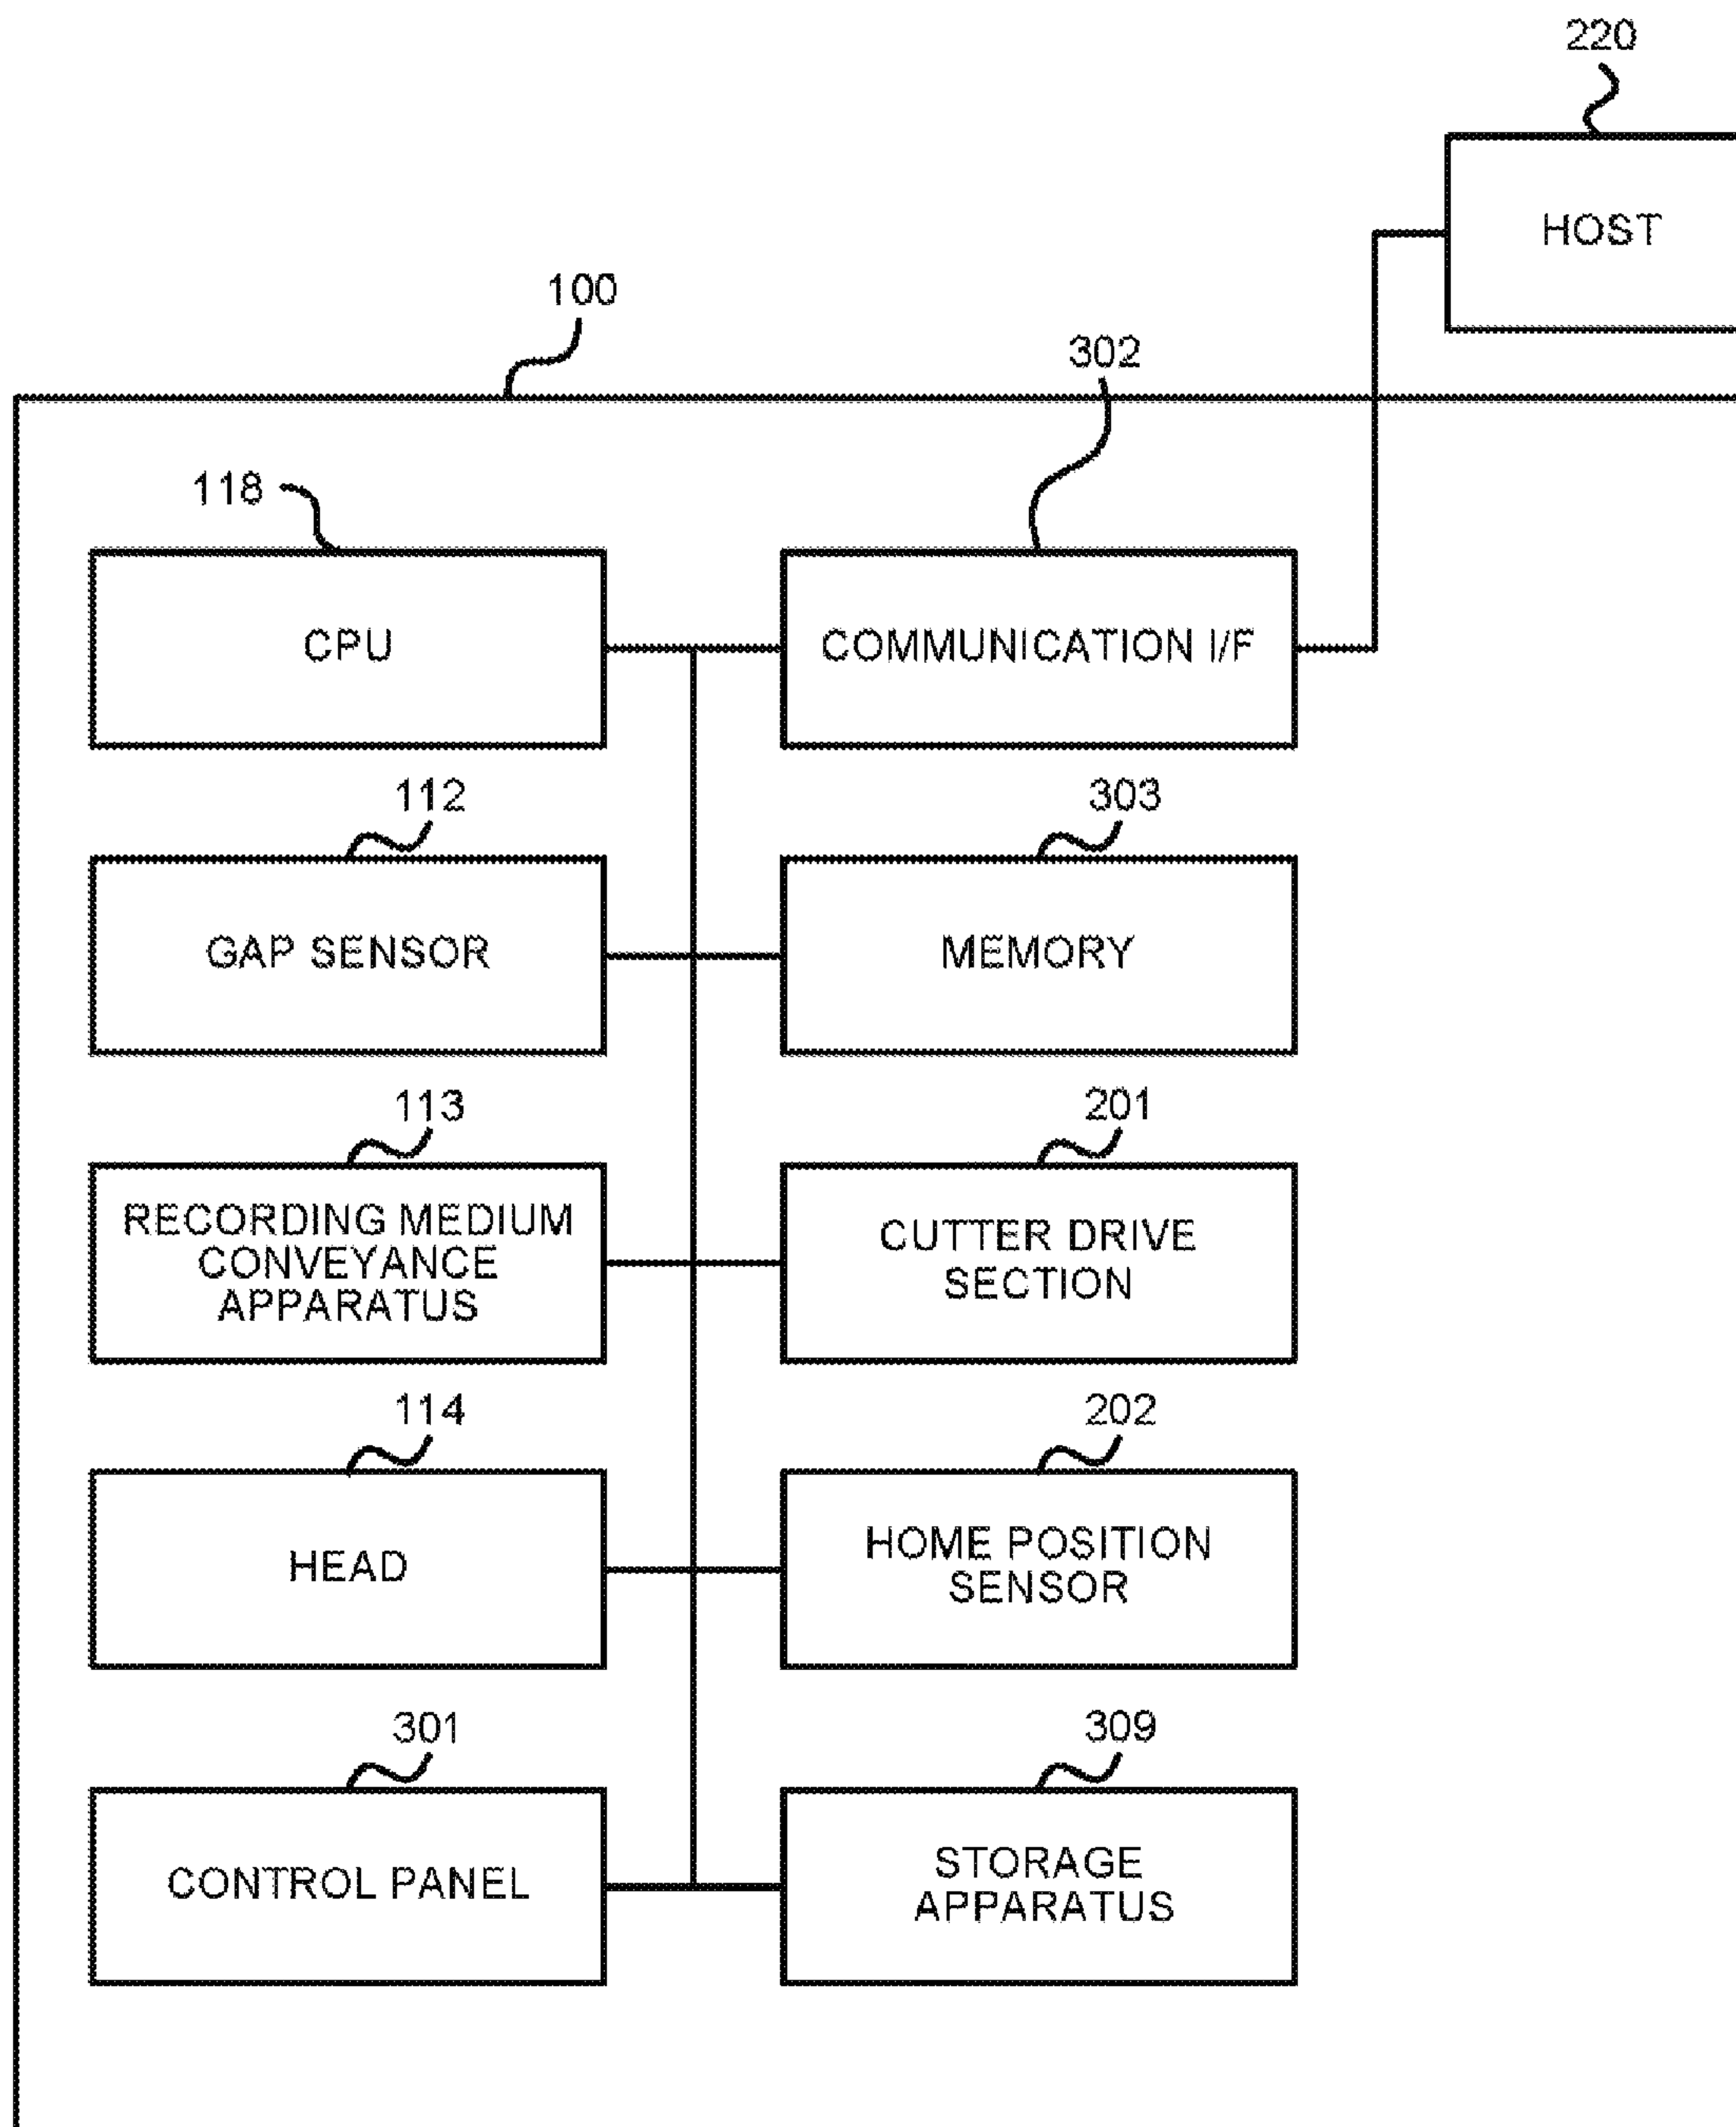 220
HOST
100
302
118
CPU
COMMUNICATION I/F
112
303
GAP SENSOR
MEMORY
113
201
RECORDING MEDIUM
CONVEYANCE
APPARATUS
CUTTER DRIVE
SECTION
114
202
HEAD
HOME POSITION
SENSOR
301
309
CONTROL PANEL
STORAGE
APPARATUS